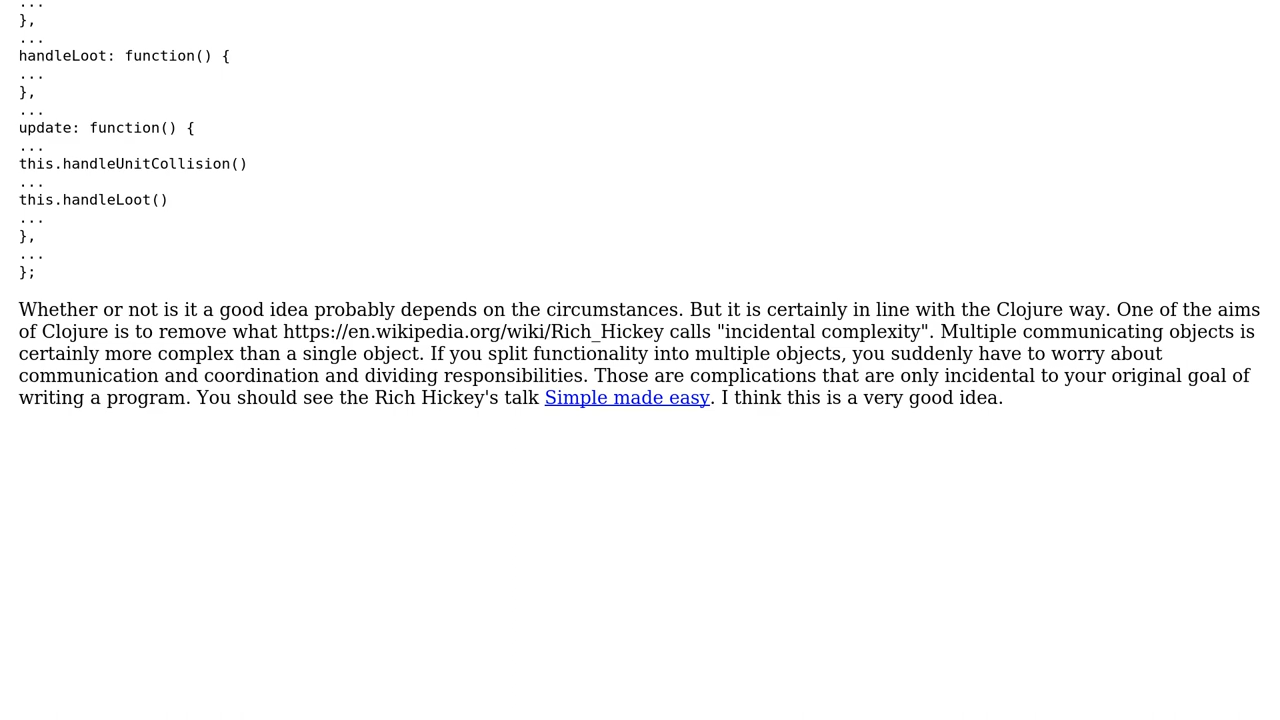 ...
},
...
handleLoot: function() {
...
},
...
update: function() {
...
this.handleUnitCollision()
...
this.handleLoot()
...
},
...
};
Whether or not is it a good idea probably depends on the circumstances. But it is certainly in line with the Clojure way. One of the aims
of Clojure is to remove what https://en.wikipedia.org/wiki/Rich_Hickey calls "incidental complexity". Multiple communicating objects is
certainly more complex than a single object. If you split functionality into multiple objects, you suddenly have to worry about
communication and coordination and dividing responsibilities. Those are complications that are only incidental to your original goal of
writing a program. You should see the Rich Hickey's talk Simple made easy. I think this is a very good idea.